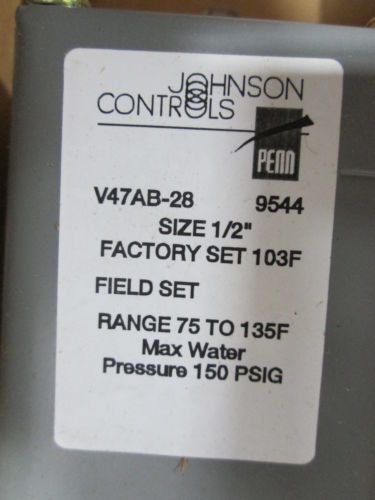 JOHNSON
CONTROLS
PENN
V47AB-28 9544
SIZE 1/2"
FACTORY SET 103F
FIELD SET
RANGE 75 TO 135F
Max Water
Pressure 150 PSIG